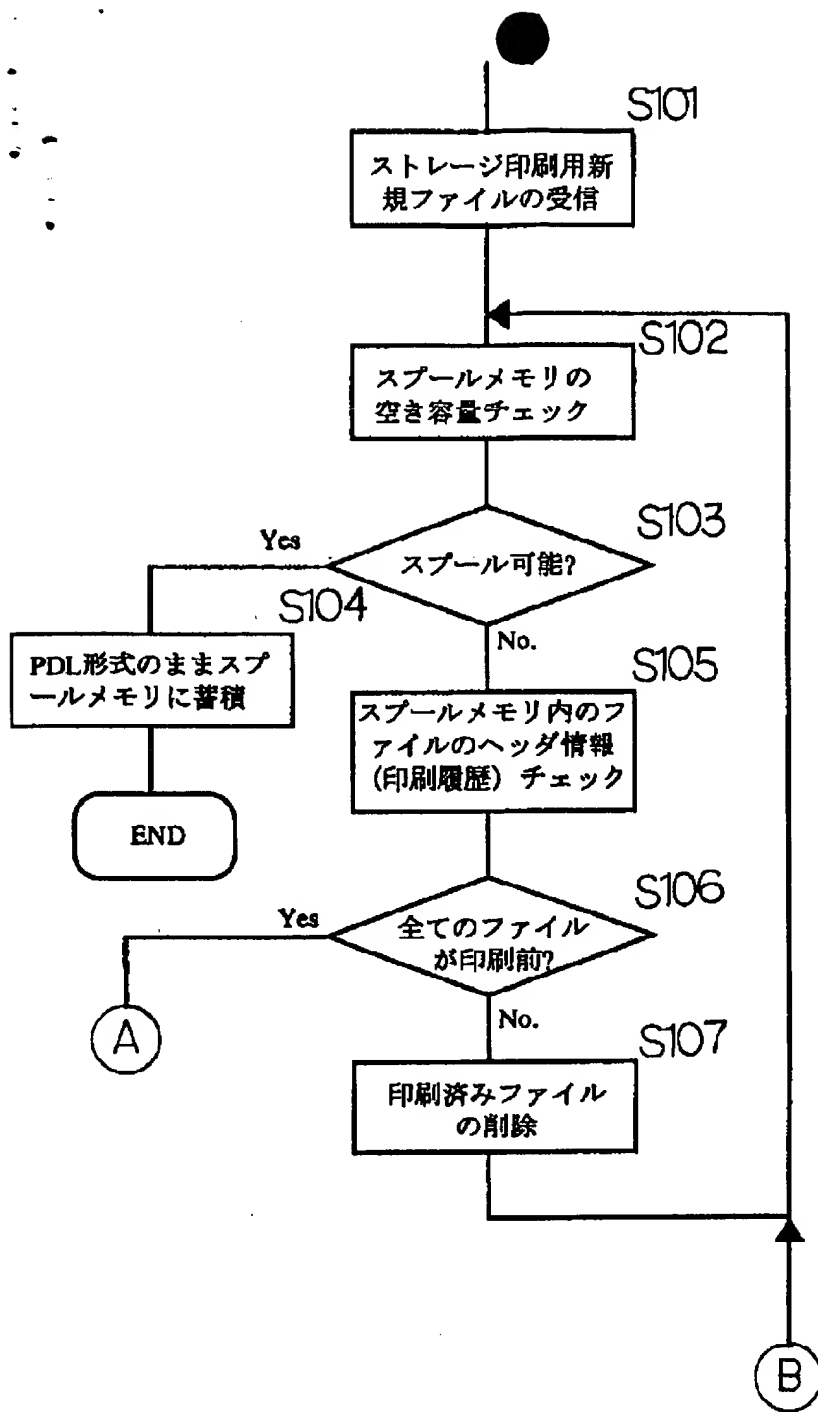 S101
ストレージ印刷用新
規ファイルの受信
S102
スプールメモリの
空き容量チェック
S103
Yes
スプール可能?
S104
No.
PDL形式のままスプ
ールメモリに蓄積
S105
スプールメモリ内のフ
ァイルのヘッダ情報
(印刷履歴) チェック
END
S106
Yes
全てのファイル
が印刷前?
A
No.
S107
印刷済みファイル
の削除
B